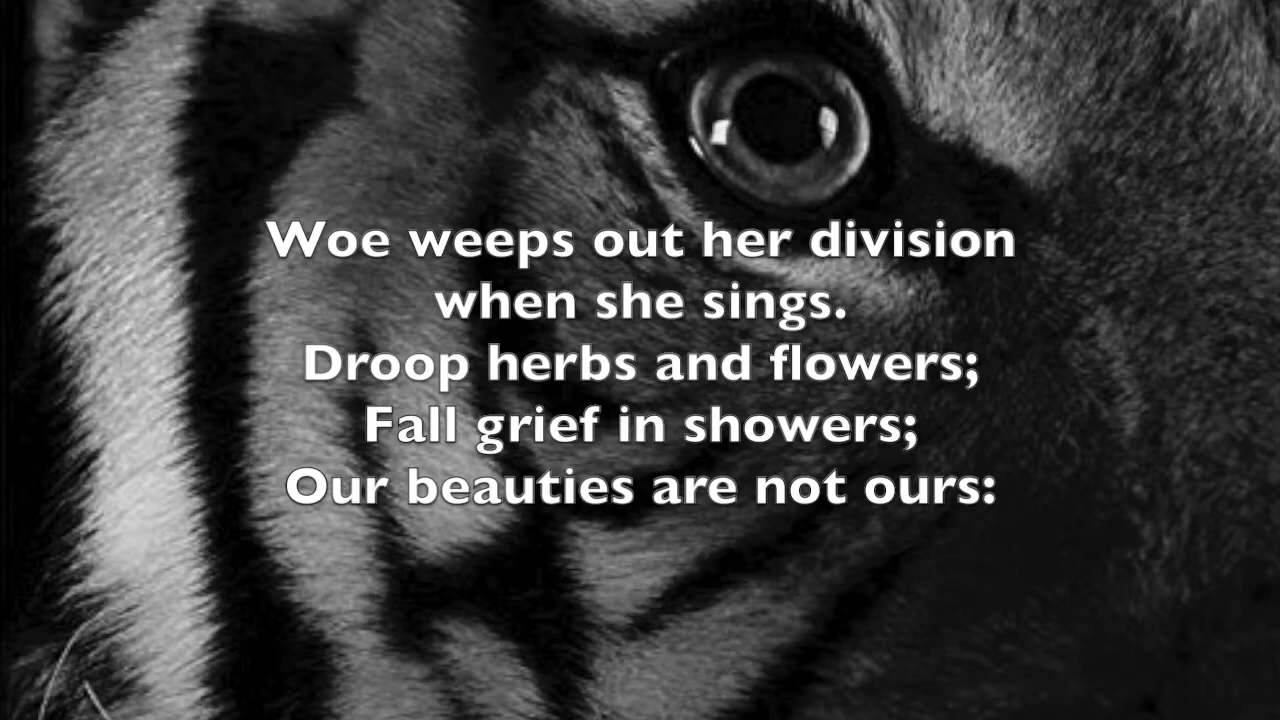 Woe weeps out her division
when she sings.
Droop herbs and flowers;
Fall grief in showers;
Our beauties are not ours: